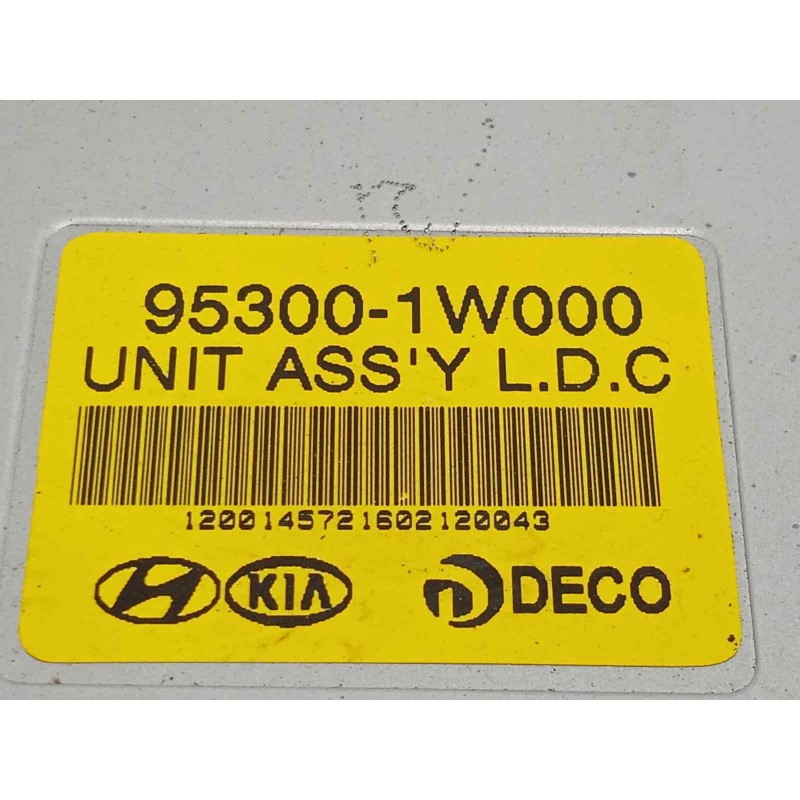 95300-1W000
UNIT ASS'Y L.D.C
1200145721602120043
KIA DECO